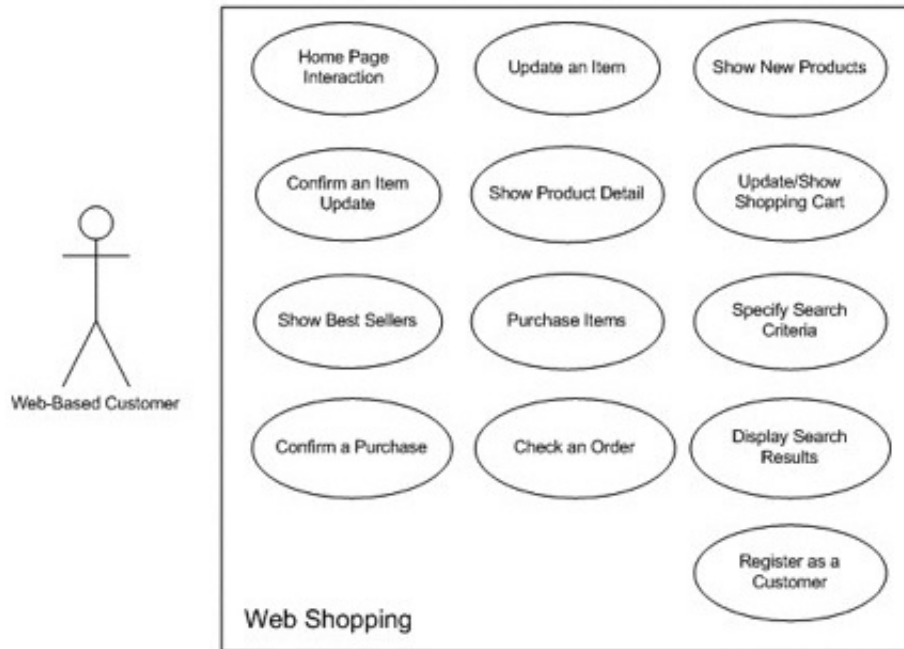 Home Page
Interaction
Update an Item
Show New Products
Confirm an Item
Update
Show Product Detail
Update/Show
Shopping Cart
Show Best Sellers
Purchase Items
Specify Search
Criteria
Web-Based Customer
Confirm a Purchase
Check an Order
Display Search
Results
Register as a
Customer
Web Shopping